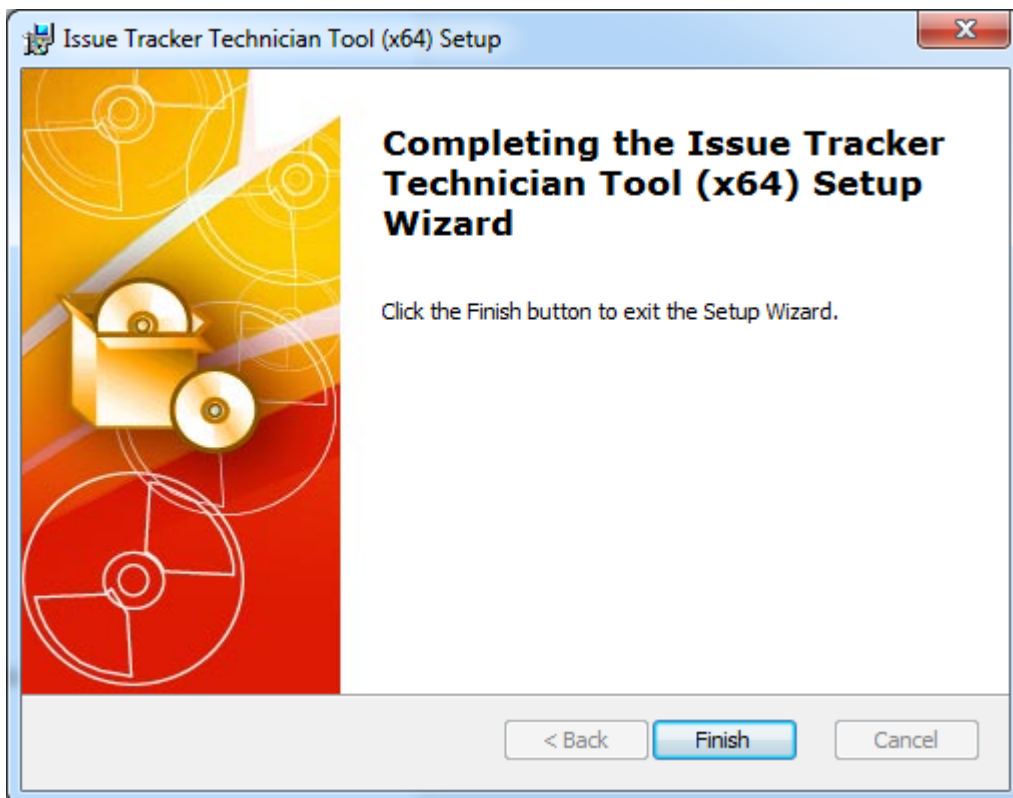 Issue Tracker Technician Tool (x64) Setup
Completing the Issue Tracker
Technician Tool (x64) Setup
Wizard
Click the Finish button to exit the Setup Wizard.
< Back
Finish
Cancel